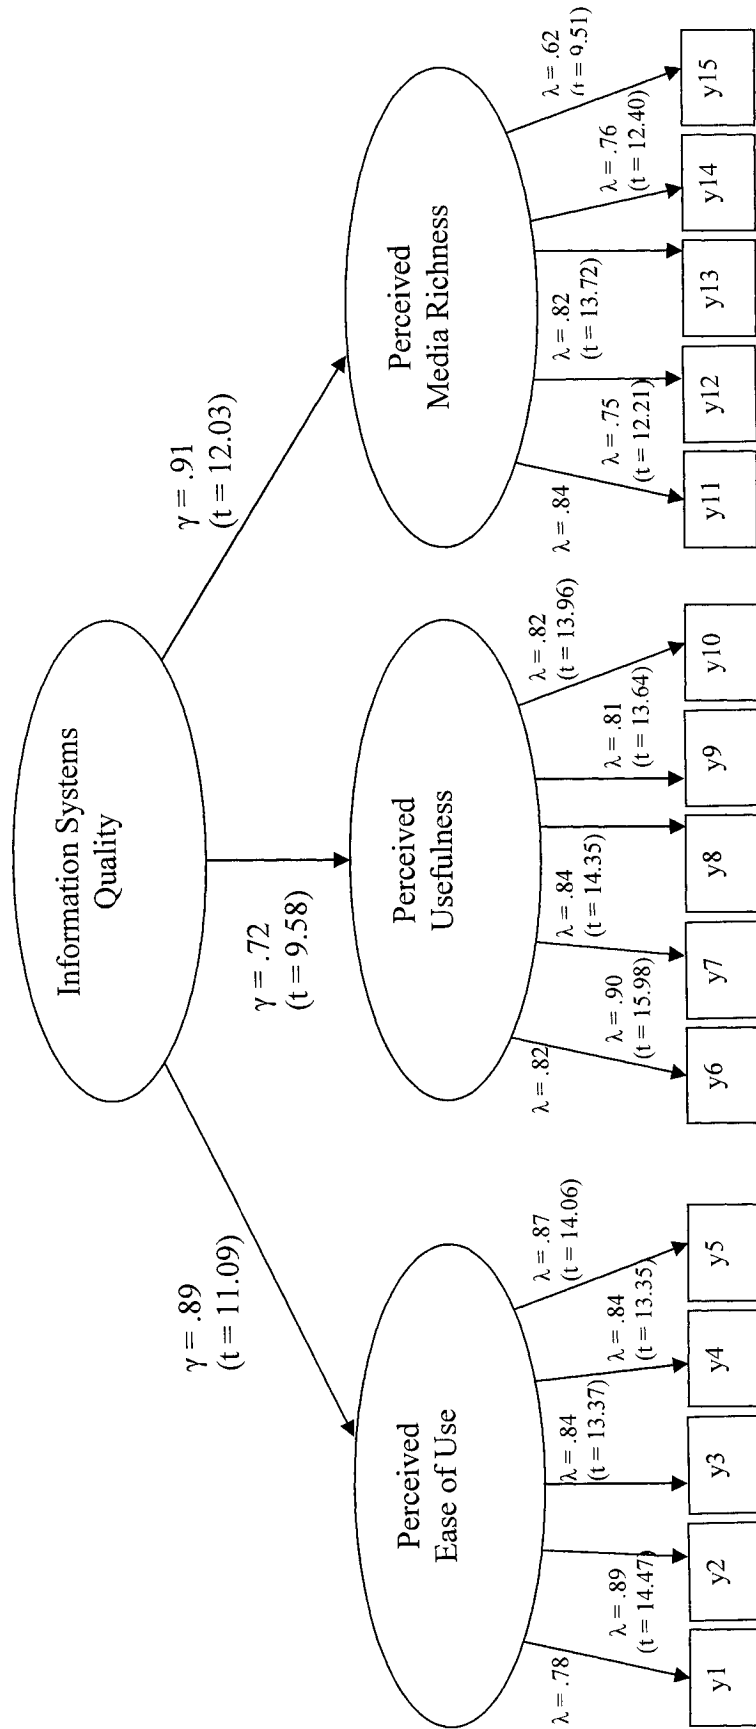 Information Systems
Quality
γ = .89
(t = 11.09)
γ = .72
(t = 9.58)
γ = .91
(t = 12.03)
Perceived
Ease of Use
Perceived
Usefulness
Perceived
Media Richness
λ = .78
λ = .89
(t = 14.47)
λ = .84
(t = 13.37)
λ = .84
(t = 13.35)
λ = .87
(t = 14.06)
λ = .82
λ = .90
(t = 15.98)
λ = .84
(t = 14.35)
λ = .81
(t = 13.64)
λ = .82
(t = 13.96)
λ = .84
λ = .75
(t = 12.21)
λ = .82
(t = 13.72)
λ = .76
(t = 12.40)
λ = .62
(t = 9.51)
y1
y2
y3
y4
y5
y6
y7
y8
y9
y10
y11
y12
y13
y14
y15